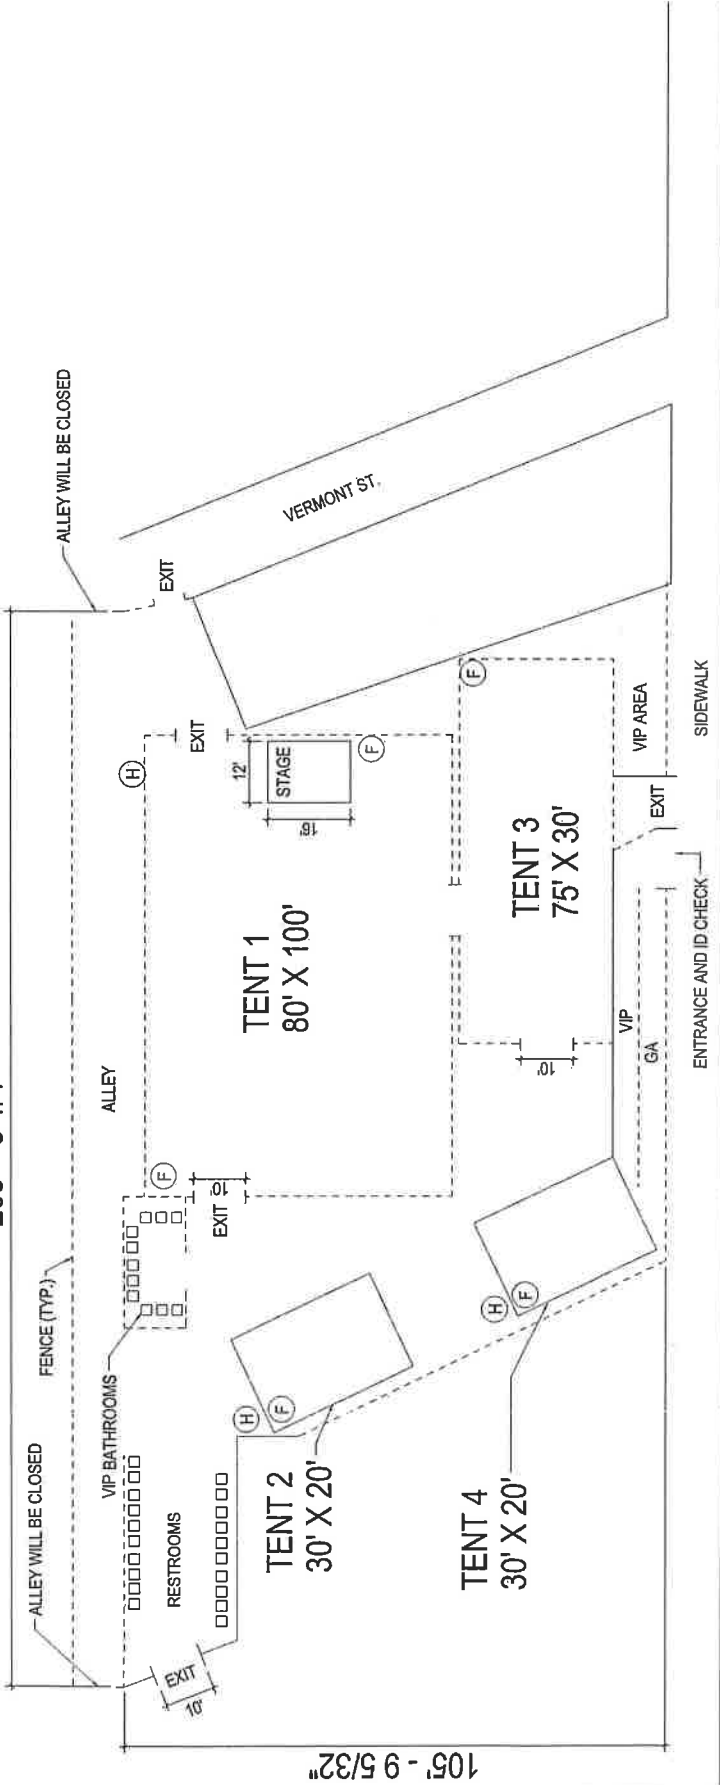 ALLEY WILL BE CLOSED
FENCE (TYP.)
ALLEY WILL BE CLOSED
VIP BATHROOMS
ALLEY
H
EXIT
EXIT
10'
RESTROOMS
F
EXIT
10'
EXIT
12'
STAGE
16'
F
VERMONT ST.
H
F
TENT 2
30' X 20'
TENT 1
80' X 100'
F
H
F
TENT 4
30' X 20'
10'
TENT 3
75' X 30'
VIP
GA
EXIT
VIP AREA
ENTRANCE AND ID CHECK
SIDEWALK
105' - 9 5/32"